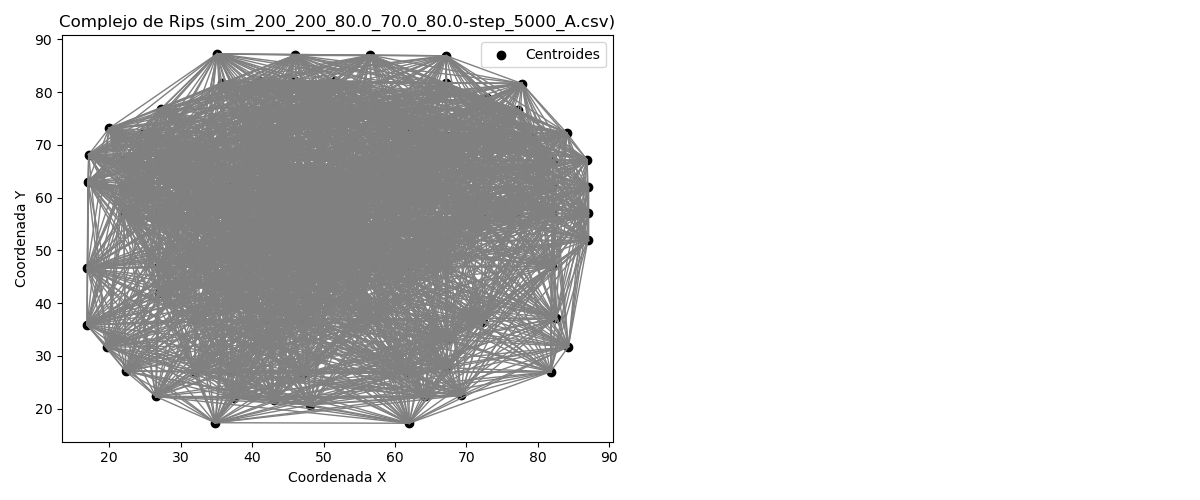 Complejo de Rips (sim_200_200_80.0_70.0_80.0-step_5000_A.csv)
Centroides
90
80
70
60
50
40
30
20
Coordenada Y
20 30 40 50 60 70 80 90
Coordenada X